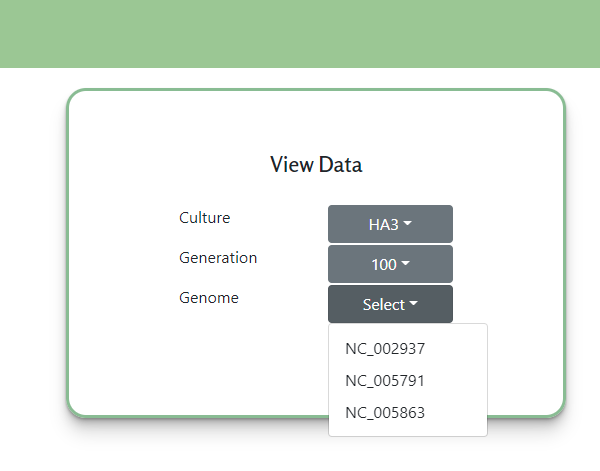 View Data
Culture HA3
Generation 100
Genome Select
NC_002937
NC_005791
NC_005863